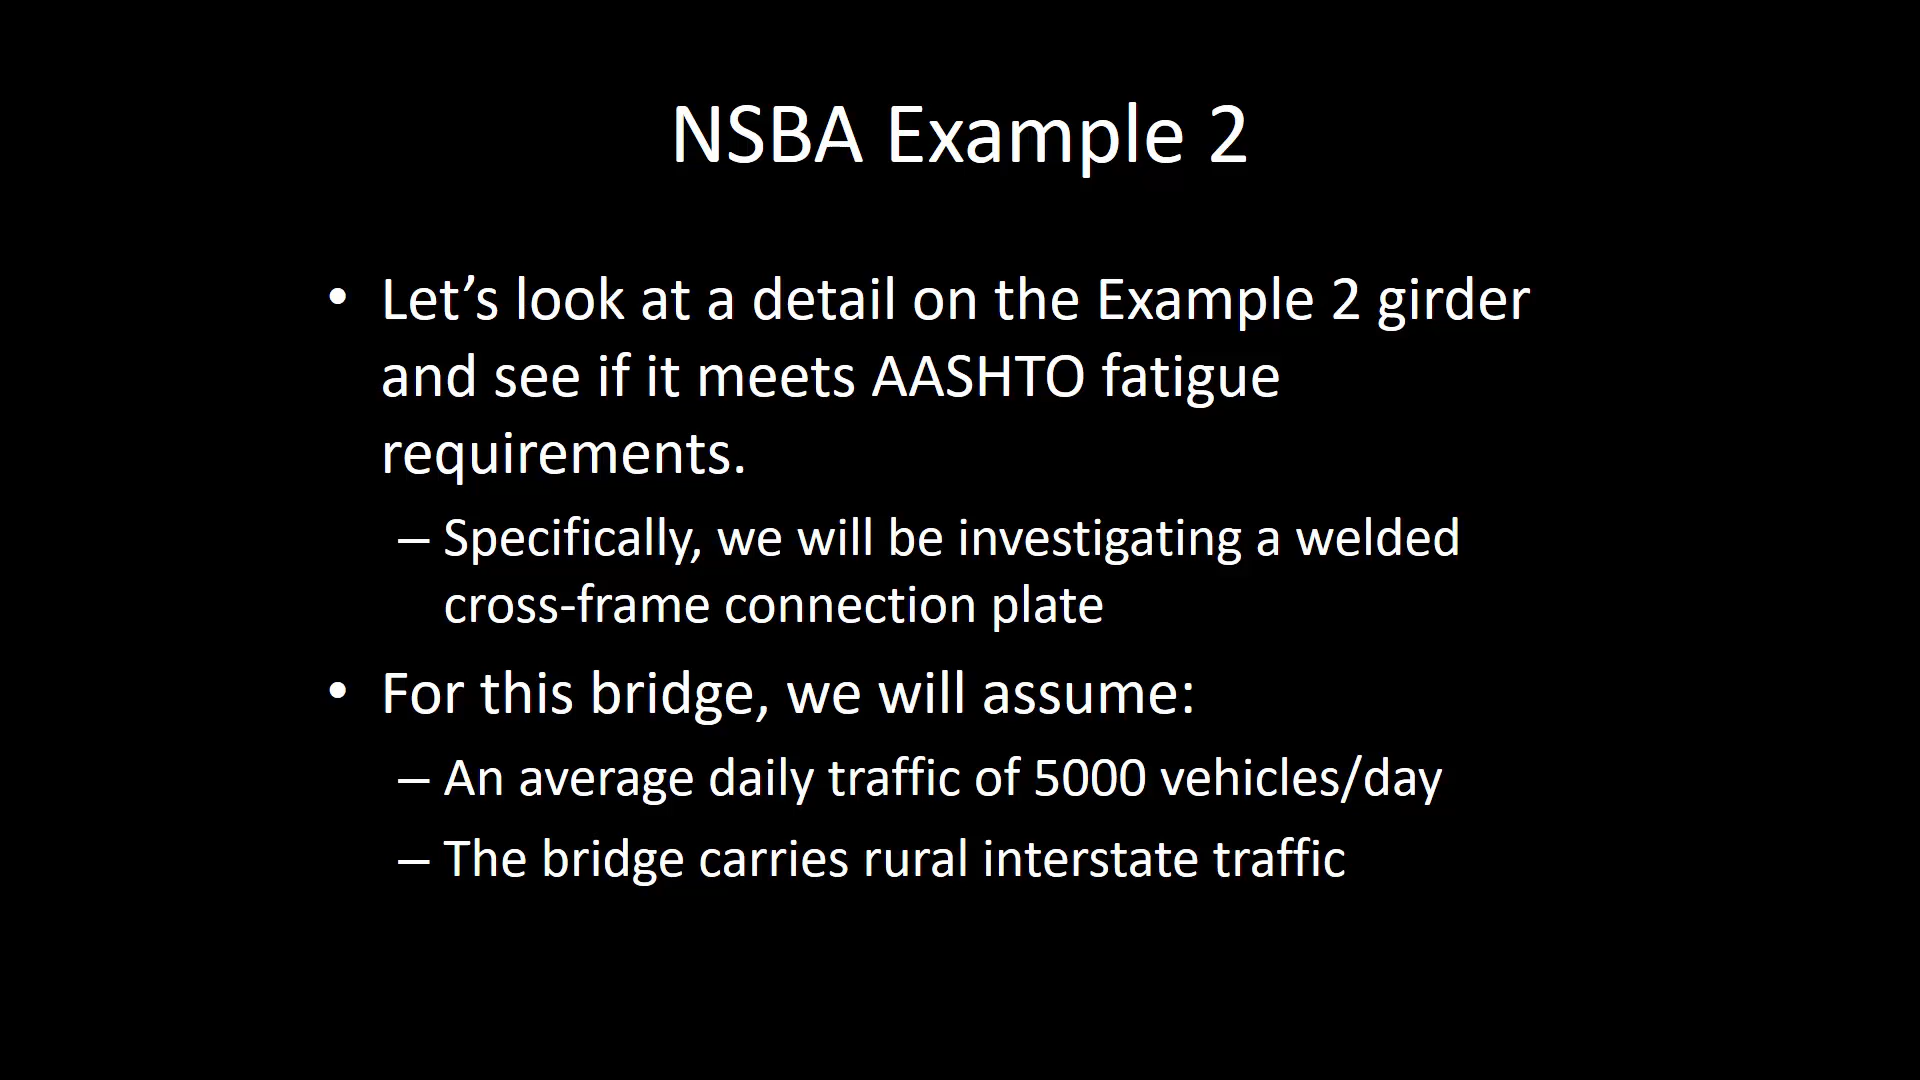 NSBA Example 2
• Let’s look at a detail on the Example 2 girder
and see if it meets AASHTO fatigue
requirements.
– Specifically, we will be investigating a welded
cross-frame connection plate
• For this bridge, we will assume:
– An average daily traffic of 5000 vehicles/day
– The bridge carries rural interstate traffic